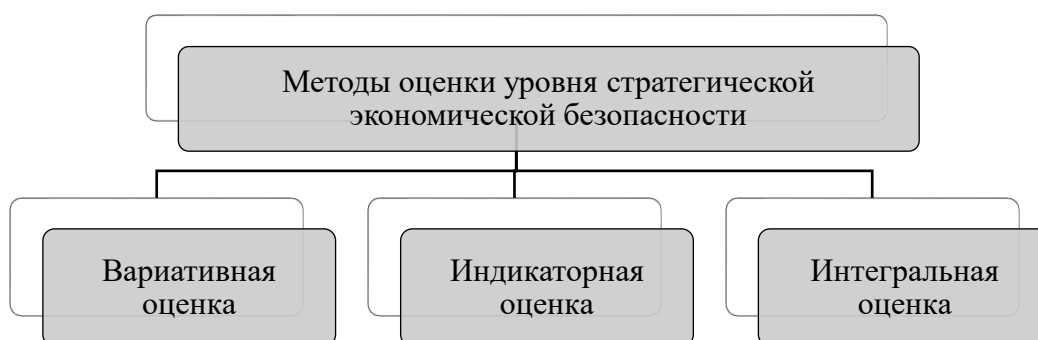 Методы оценки уровня стратегической
экономической безопасности
Вариативная
оценка
Индикаторная
оценка
Интегральная
оценка